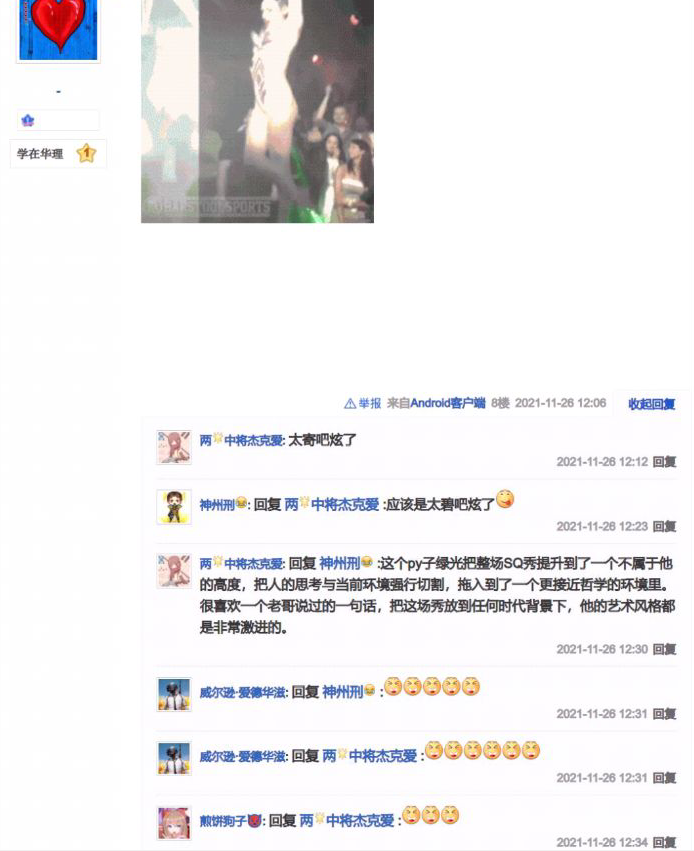 学在华理
1
STOOLSPORTS
举报 来自Android客户端 8楼 2021-11-26 12:06 收起回复
两中将杰克爱: 太寄吧炫了
2021-11-26 12:12 回复
神州刑: 回复 两中将杰克爱 :应该是太碧吧炫了
2021-11-26 12:23 回复
两中将杰克爱: 回复 神州刑 :这个py子绿光把整场SQ秀提升到了一个不属于他
的高度，把人的思考与当前环境强行切割，拖入到了一个更接近哲学的环境里。
很喜欢一个老哥说过的一句话，把这场秀放到任何时代背景下，他的艺术风格都
是非常激进的。
2021-11-26 12:30 回复
威尔逊·爱德华滋: 回复 神州刑 :
2021-11-26 12:31 回复
威尔逊·爱德华滋: 回复 两中将杰克爱 :
2021-11-26 12:31 回复
煎饼狗子: 回复 两中将杰克爱 :
2021-11-26 12:34 回复